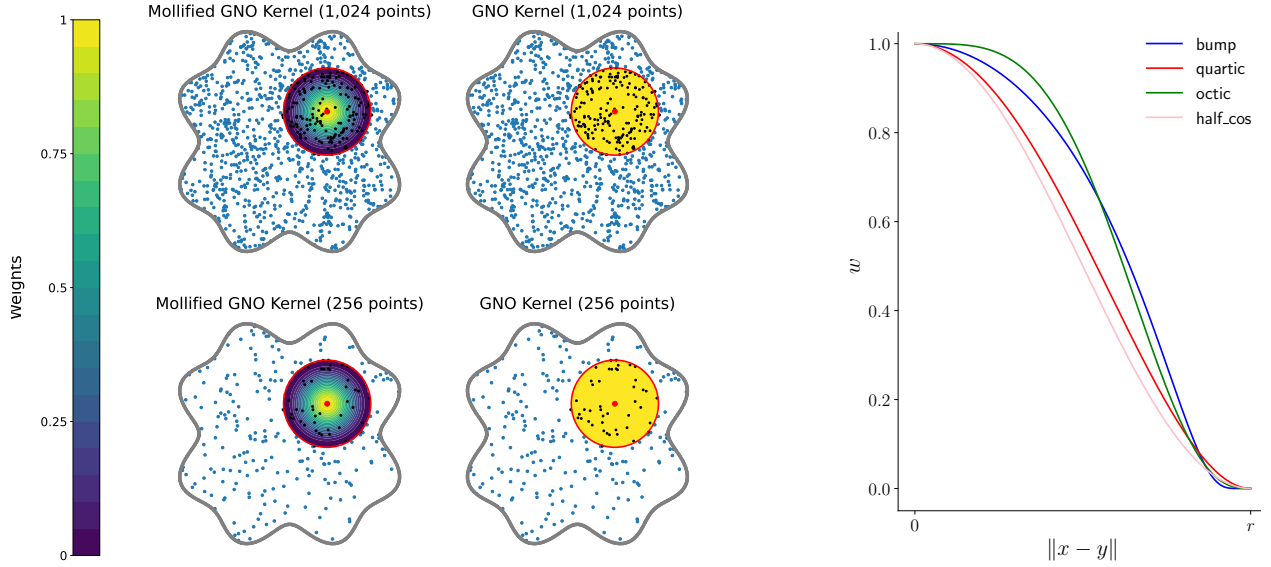 Mollified GNO Kernel (1,024 points)
GNO Kernel (1,024 points)
1
0.75
0.5
0.25
0
Weights
Mollified GNO Kernel (256 points)
GNO Kernel (256 points)
bump
quartic
octic
half_cos
1.0
0.8
0.6
0.4
0.2
0.0
w
0
r
‖x − y‖